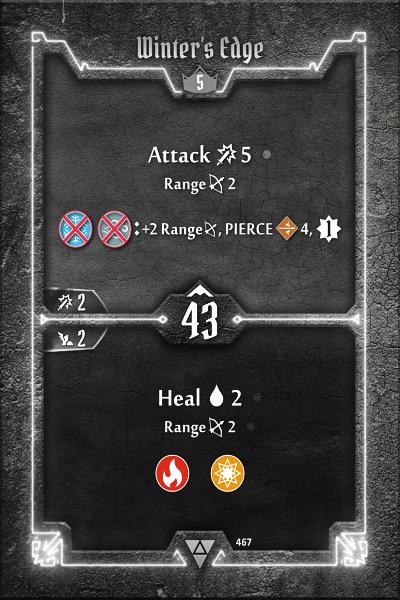 Winter's Edge
5
Attack 5
Range 2
: +2 Range, PIERCE 4, 1
2
43
2
Heal 2
Range 2
467